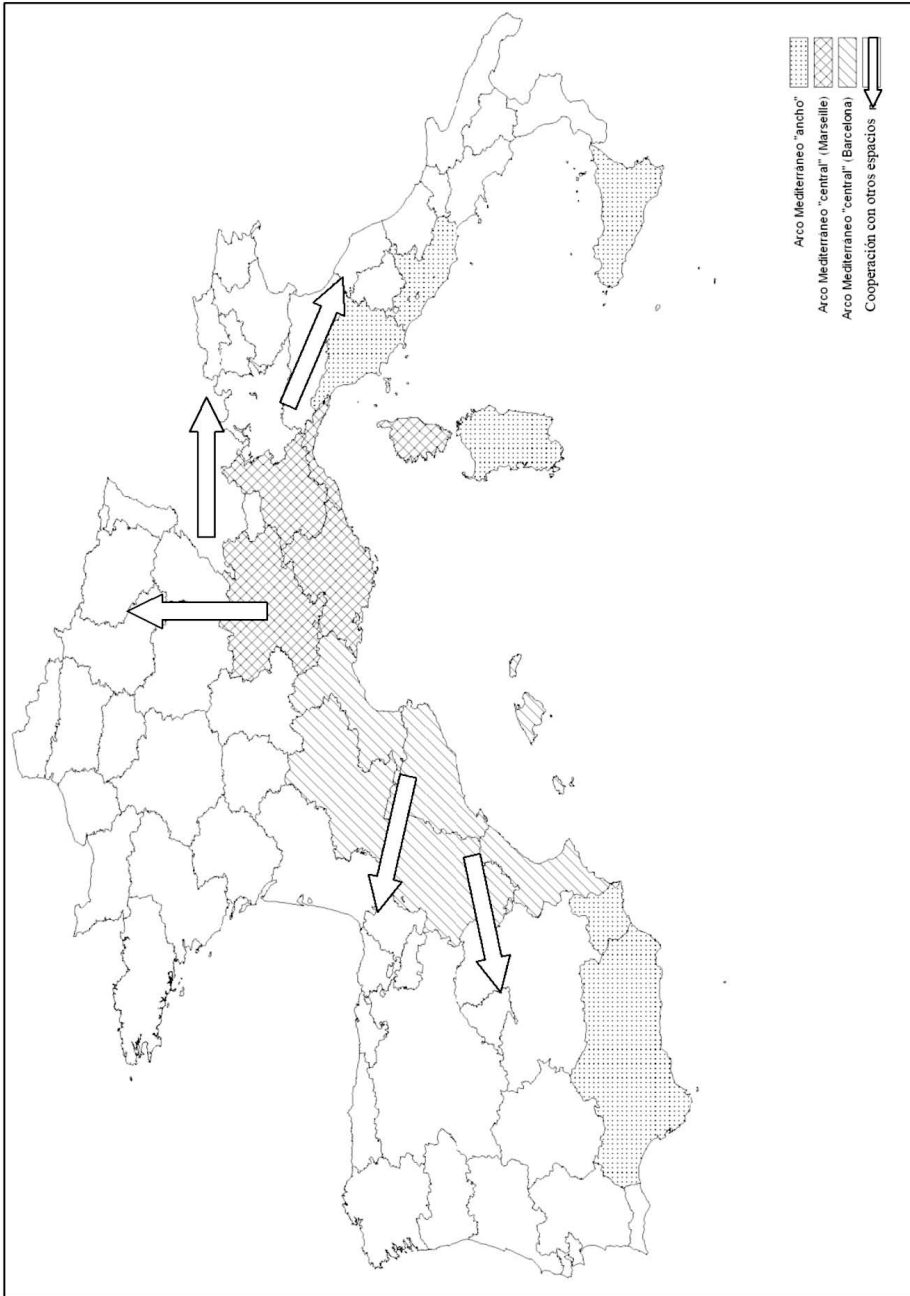 Arco Mediterráneo "ancho"
Arco Mediterráneo "central" (Marseille)
Arco Mediterráneo "central" (Barcelona)
Cooperación con otros espacios